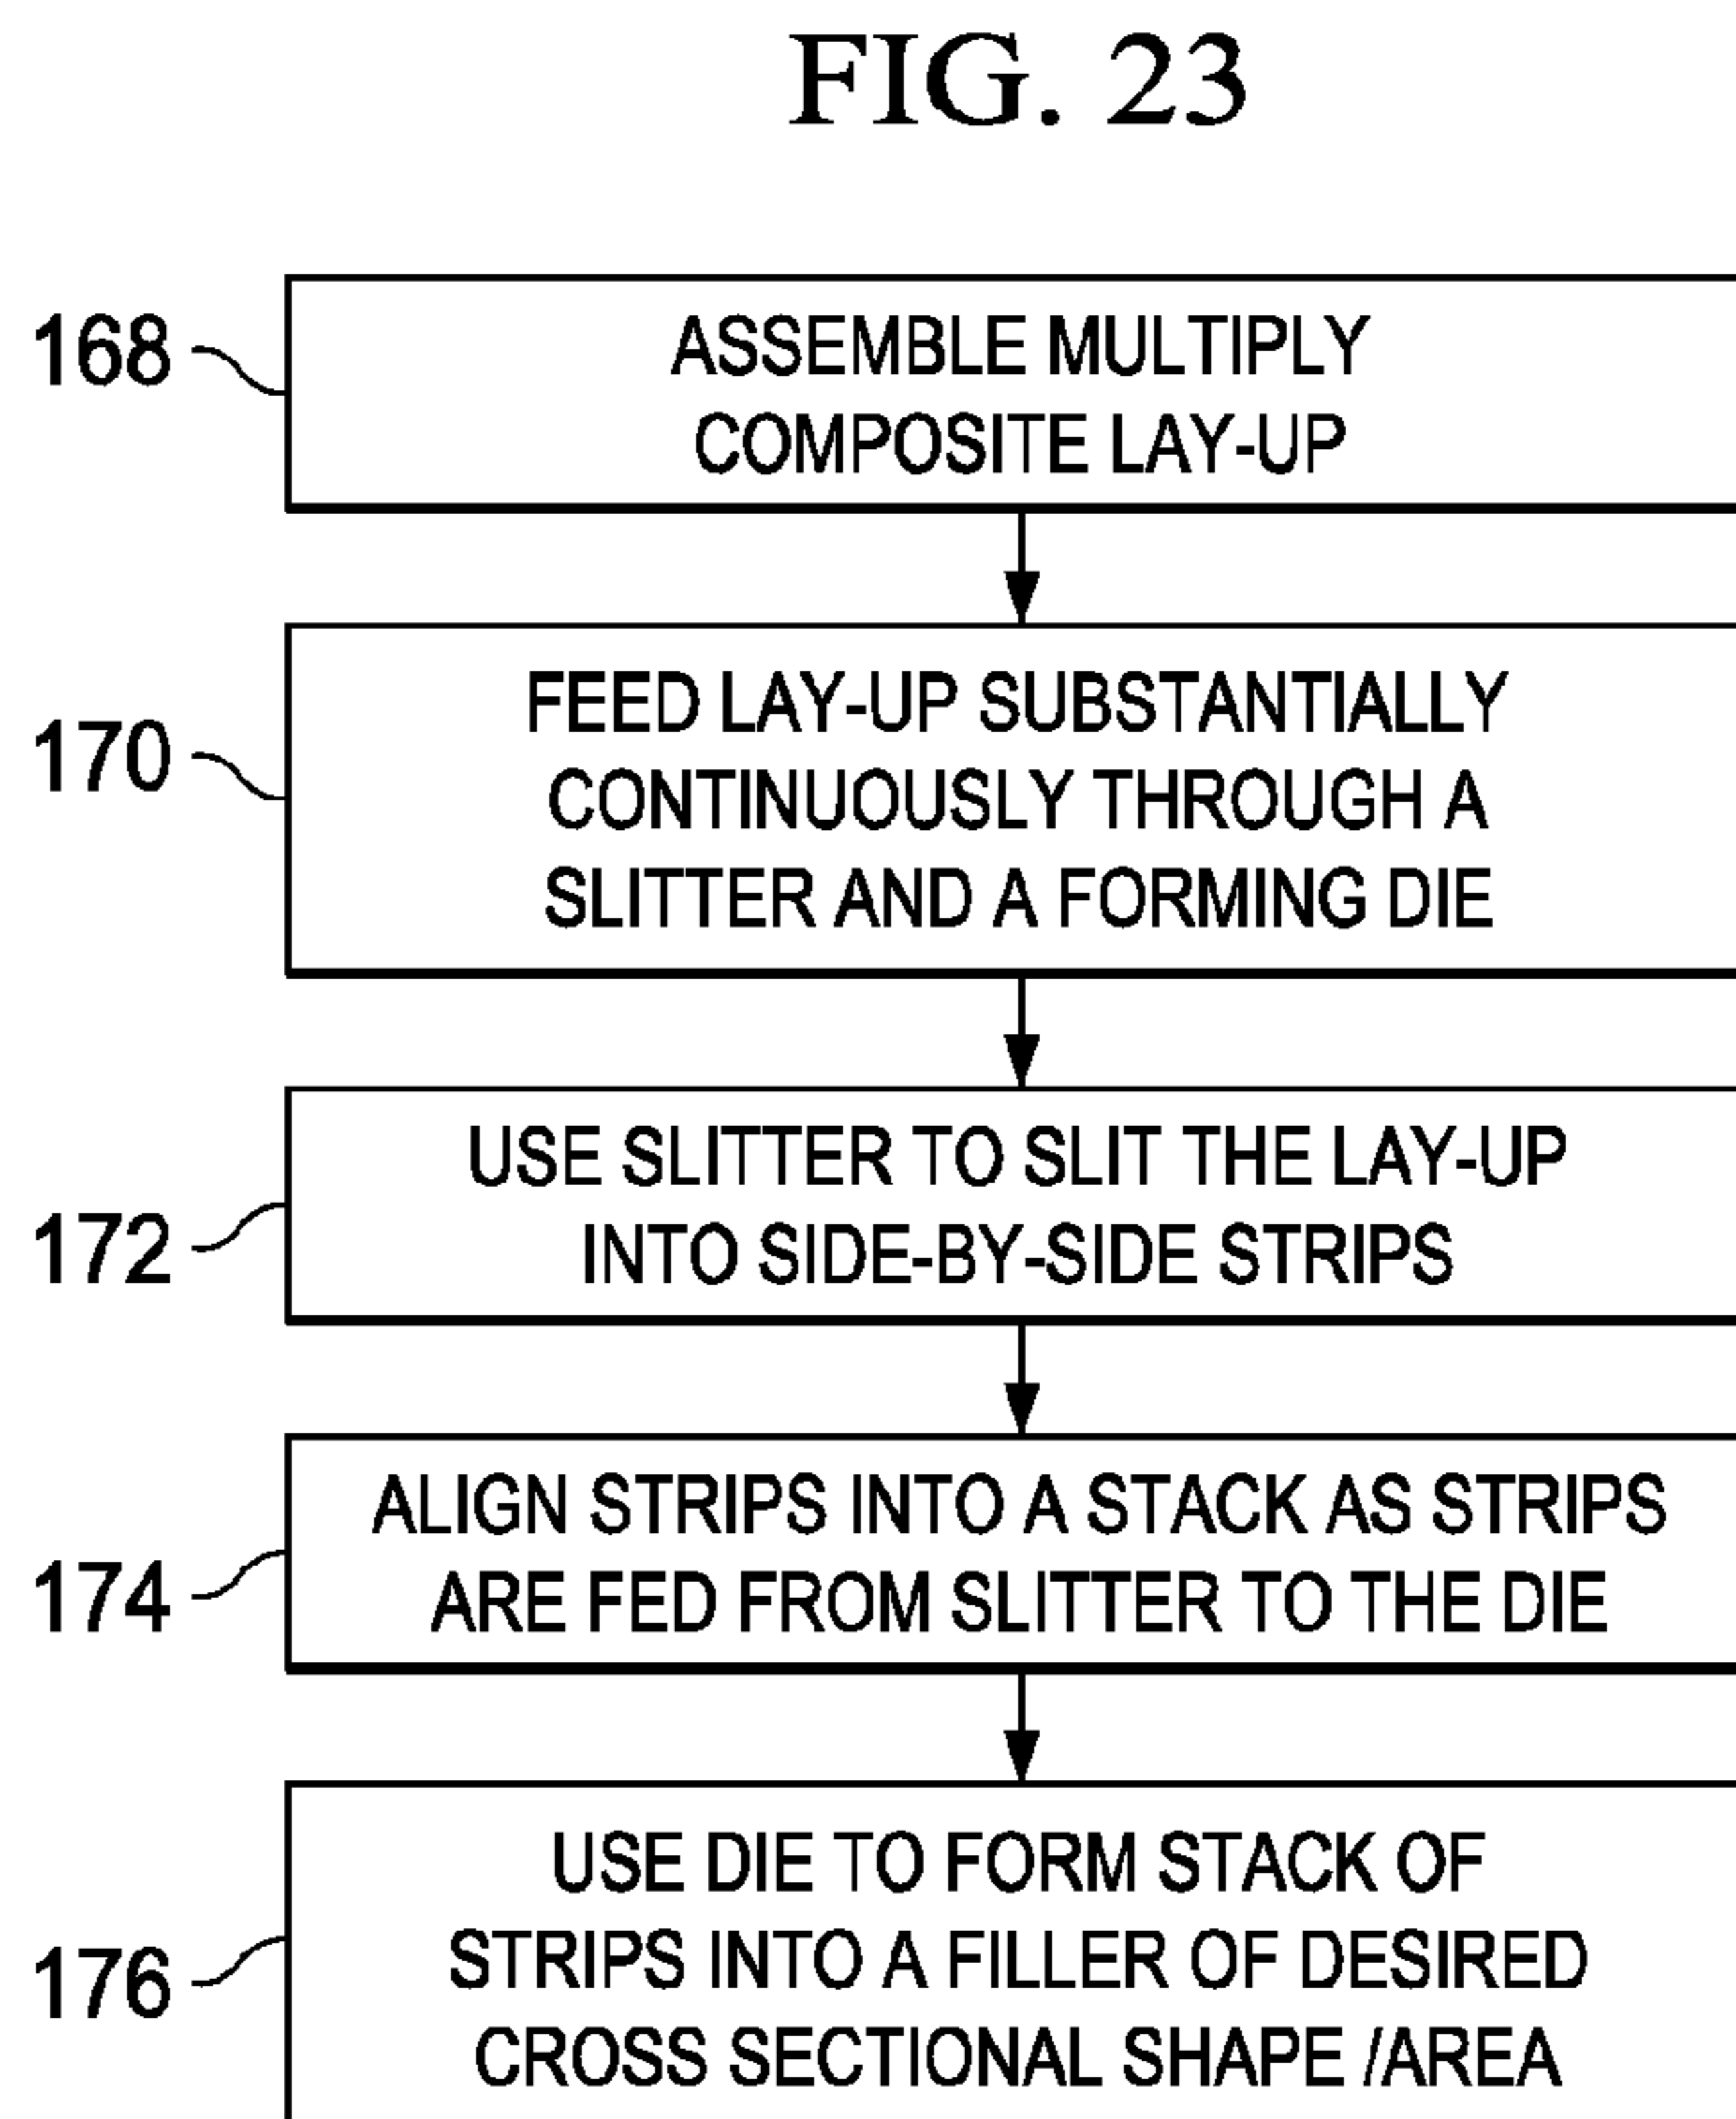 FIG. 23
168
ASSEMBLE MULTIPLY
COMPOSITE LAY-UP
170
FEED LAY-UP SUBSTANTIALLY
CONTINUOUSLY THROUGH A
SLITTER AND A FORMING DIE
172
USE SLITTER TO SLIT THE LAY-UP
INTO SIDE-BY-SIDE STRIPS
174
ALIGN STRIPS INTO A STACK AS STRIPS
ARE FED FROM SLITTER TO THE DIE
176
USE DIE TO FORM STACK OF
STRIPS INTO A FILLER OF DESIRED
CROSS SECTIONAL SHAPE /AREA